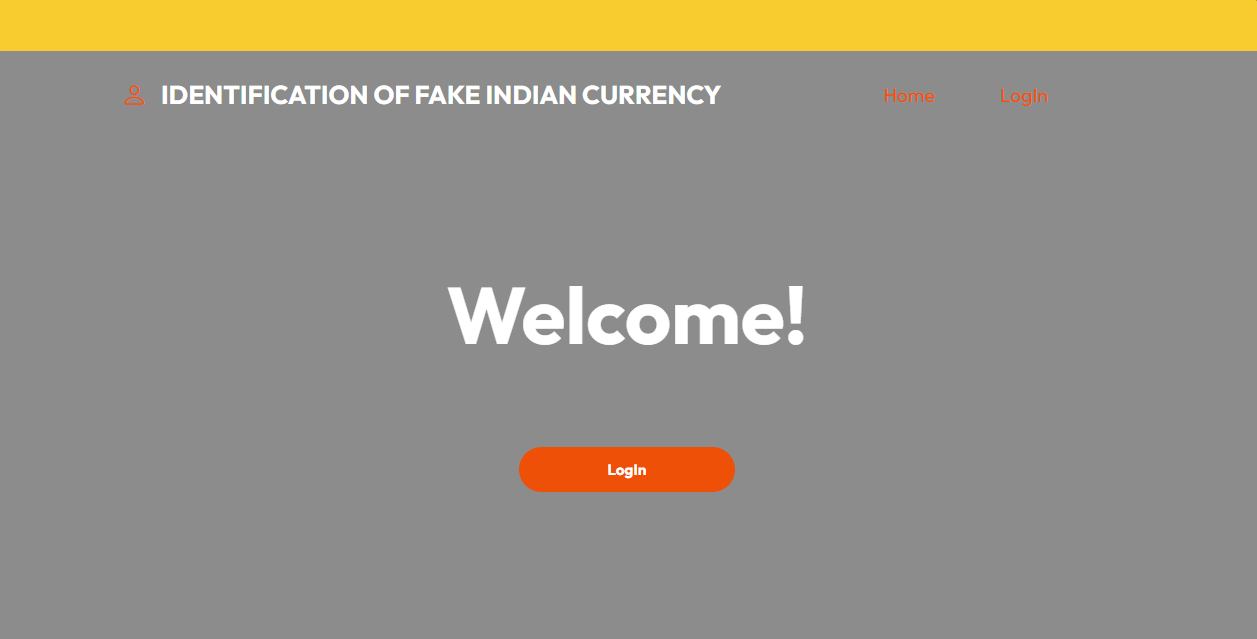 IDENTIFICATION OF FAKE INDIAN CURRENCY
Home
LogIn
Welcome!
LogIn